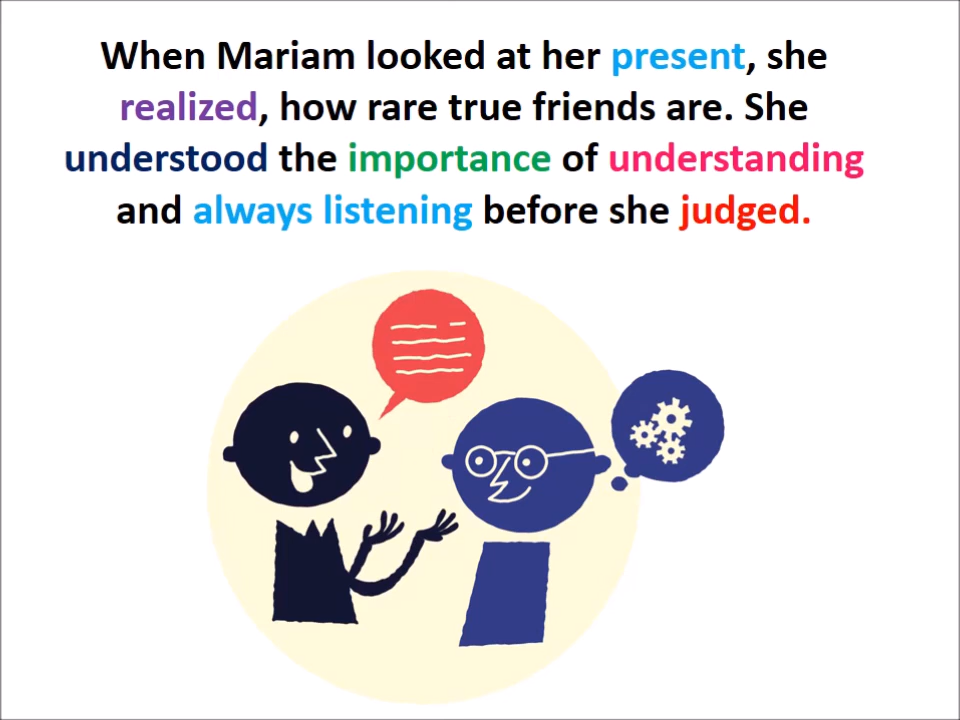 When Mariam looked at her present, she
realized, how rare true friends are. She
understood the importance of understanding
and always listening before she judged.